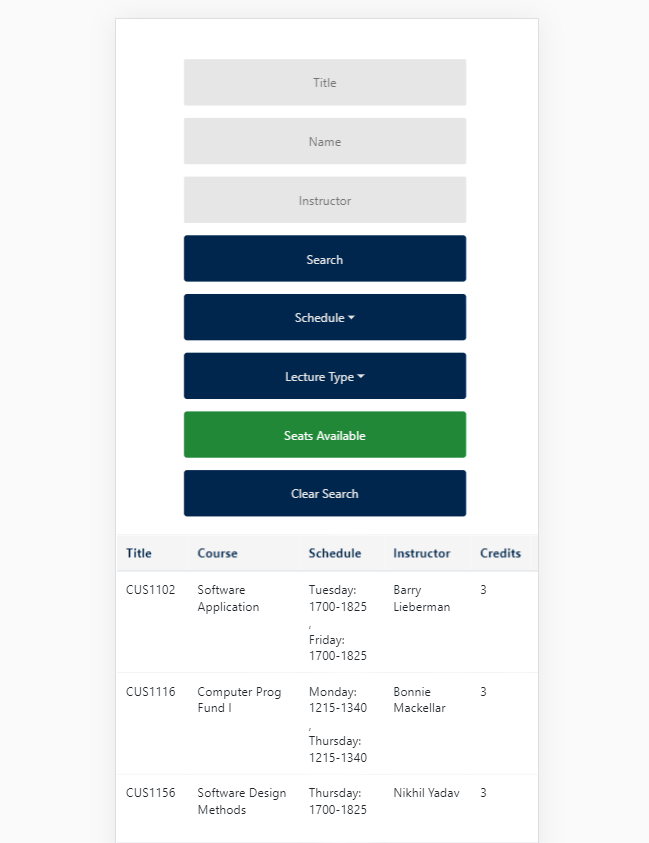 Title
Name
Instructor
Search
Schedule
Lecture Type
Seats Available
Clear Search
Title Course Schedule Instructor Credits
CUS1102 Software Tuesday: Barry 3
Application 1700-1825 Lieberman
,
Friday:
1700-1825
CUS1116 Computer Prog Monday: Bonnie 3
Fund I 1215-1340 Mackellar
,
Thursday:
1215-1340
CUS1156 Software Design Thursday: Nikhil Yadav 3
Methods 1700-1825